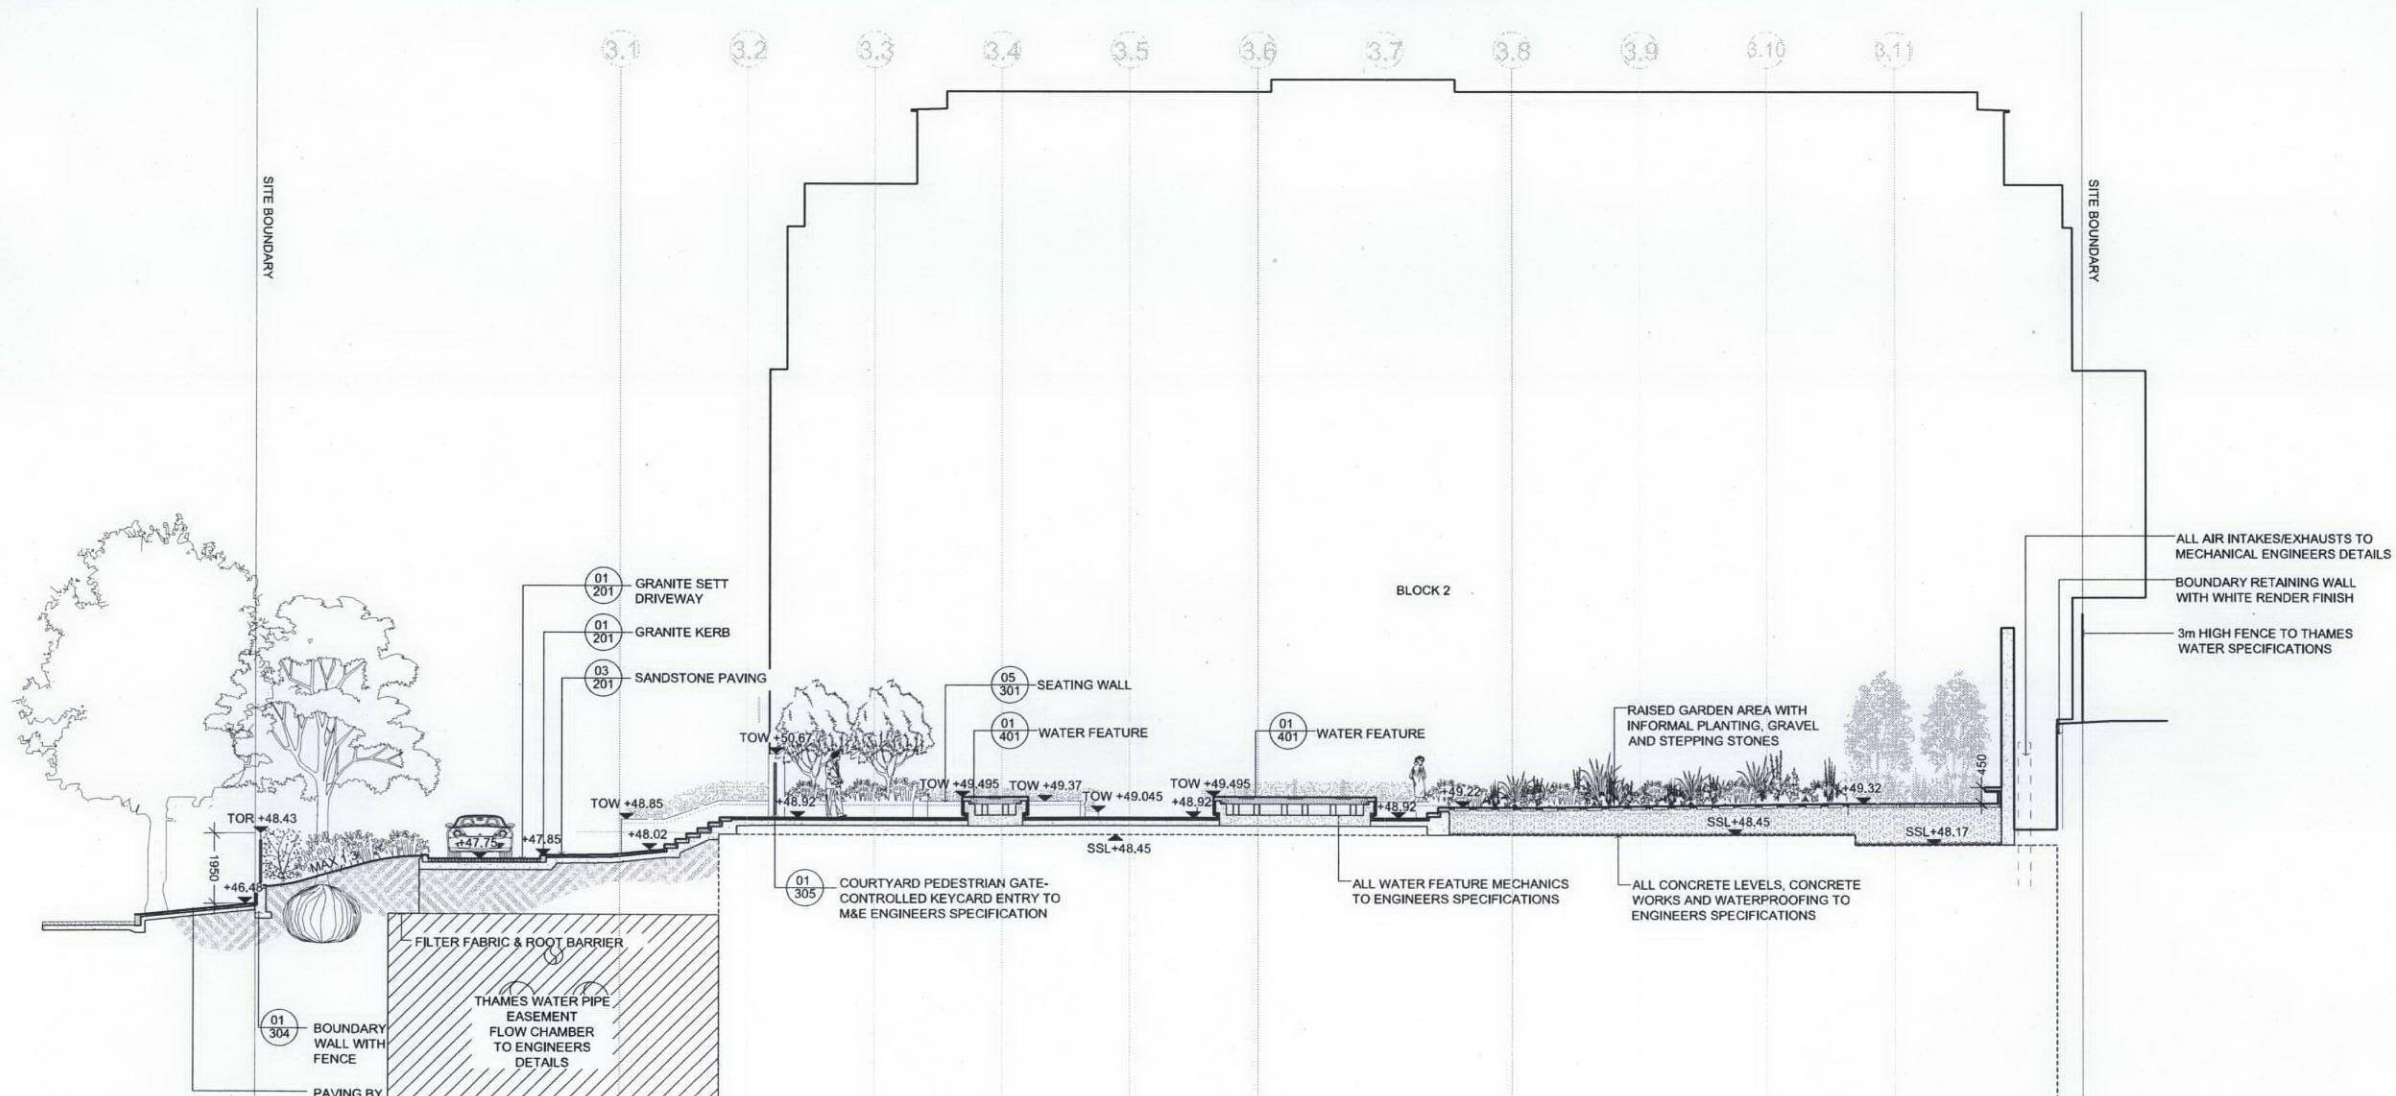 3.1
3.2
3.3
3.4
3.5
3.6
3.7
3.8
3.9
3.10
3.11
SITE BOUNDARY
SITE BOUNDARY
ALL AIR INTAKES/EXHAUSTS TO
MECHANICAL ENGINEERS DETAILS
BOUNDARY RETAINING WALL
WITH WHITE RENDER FINISH
3m HIGH FENCE TO THAMES
WATER SPECIFICATIONS
01
201
GRANITE SETT
DRIVEWAY
01
201
GRANITE KERB
03
201
SANDSTONE PAVING
BLOCK 2
05
301
SEATING WALL
01
401
WATER FEATURE
01
401
WATER FEATURE
RAISED GARDEN AREA WITH
INFORMAL PLANTING, GRAVEL
AND STEPPING STONES
TOW +50.67
TOW +49.495
TOW +49.37
TOW +49.045
TOW +49.495
+48.92
+48.92
+48.92
+49.22
+49.32
450
TOW +48.85
TOR +48.43
+47.75
+47.85
+48.02
1950
+46.48
SSL+48.45
SSL+48.45
SSL+48.17
01
305
COURTYARD PEDESTRIAN GATE-
CONTROLLED KEYCARD ENTRY TO
M&E ENGINEERS SPECIFICATION
ALL WATER FEATURE MECHANICS
TO ENGINEERS SPECIFICATIONS
ALL CONCRETE LEVELS, CONCRETE
WORKS AND WATERPROOFING TO
ENGINEERS SPECIFICATIONS
FILTER FABRIC & ROOT BARRIER
THAMES WATER PIPE
EASEMENT
FLOW CHAMBER
TO ENGINEERS
DETAILS
01
304
BOUNDARY
WALL WITH
FENCE
PAVING BY